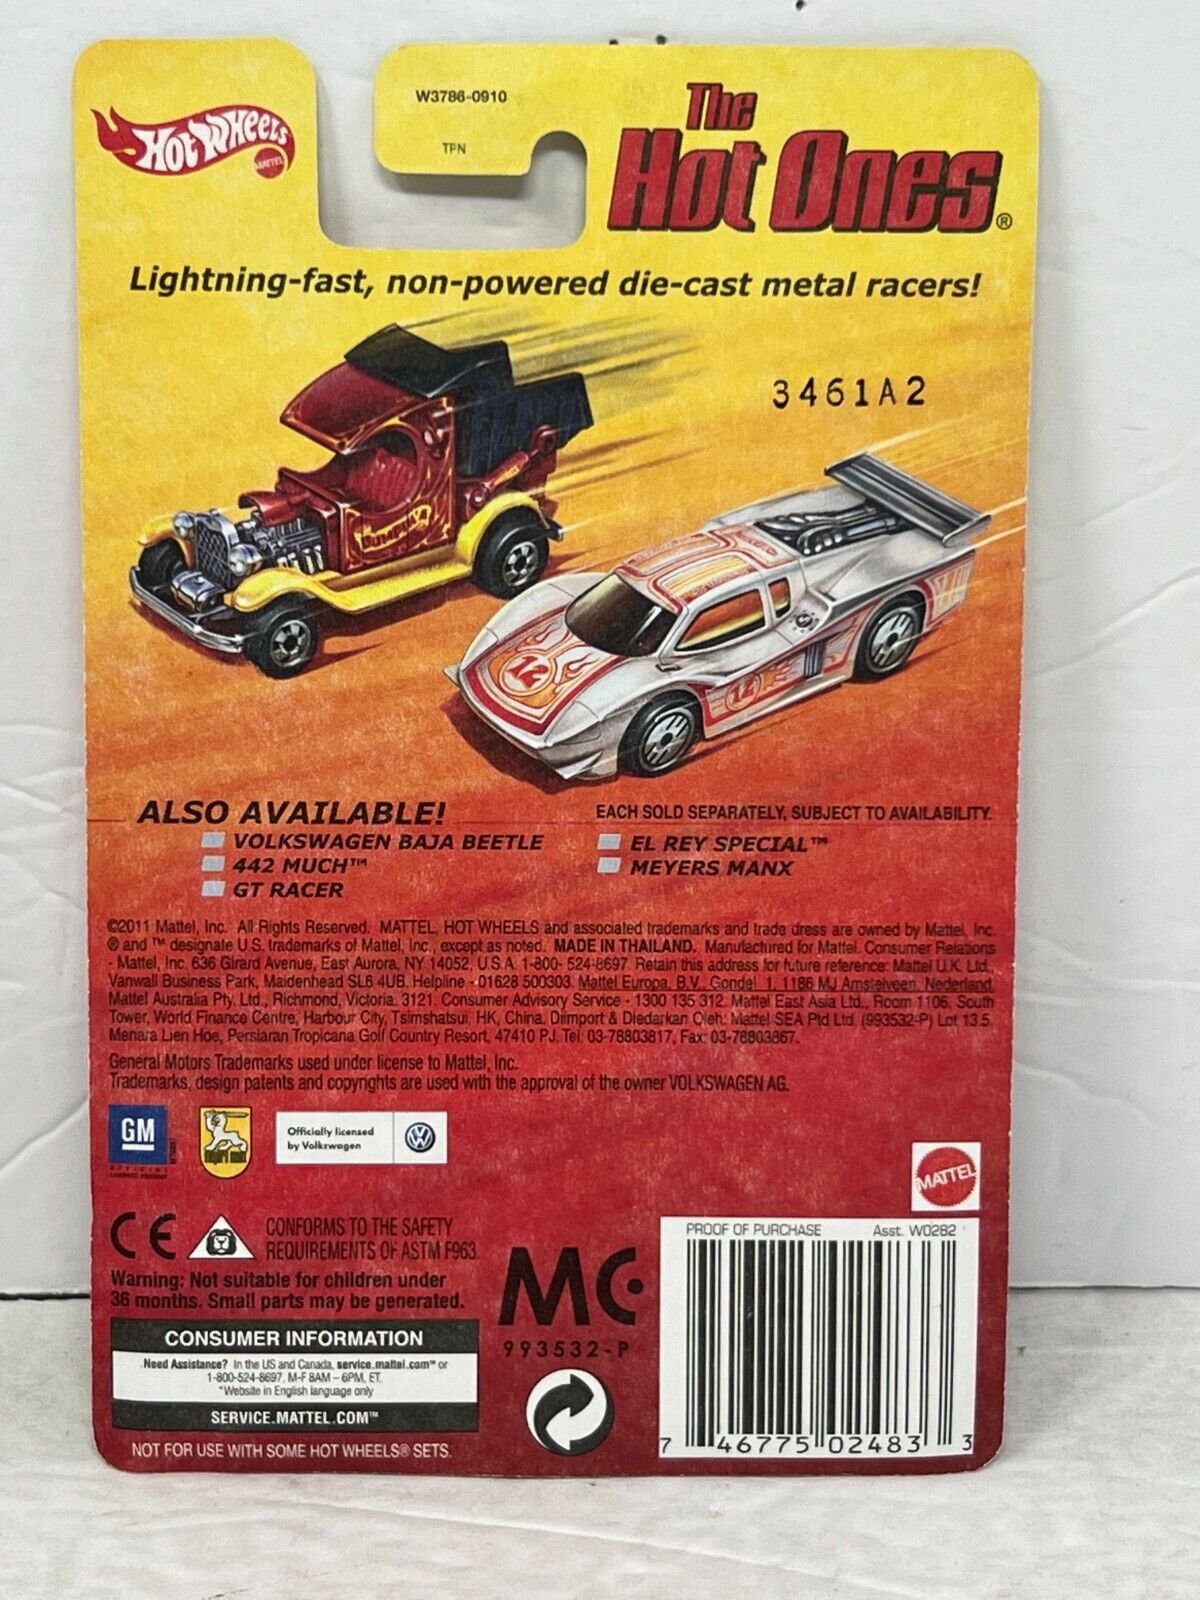 HOT WHEELS
MATTEL
W3786-0910
TPN
The
Hot Ones®
Lightning-fast, non-powered die-cast metal racers!
3461A2
12
12
ALSO AVAILABLE!
EACH SOLD SEPARATELY, SUBJECT TO AVAILABILITY.
VOLKSWAGEN BAJA BEETLE
442 MUCH™
GT RACER
EL REY SPECIAL™
MEYERS MANX
©2011 Mattel, Inc. All Rights Reserved. MATTEL, HOT WHEELS and associated trademarks and trade dress are owned by Mattel, Inc.
® and ™ designate U.S. trademarks of Mattel, Inc., except as noted. MADE IN THAILAND. Manufactured for Mattel. Consumer Relations
- Mattel, Inc. 636 Girard Avenue, East Aurora, NY 14052, U.S.A. 1-800-524-8697. Retain this address for future reference: Mattel U.K. Ltd.,
Vanwall Business Park, Maidenhead SL6 4UB. Helpline - 01628 500303. Mattel Europa, B.V., Gondel 1, 1186 MJ Amstelveen, Nederland.
Mattel Australia Pty, Ltd., Richmond, Victoria. 3121. Consumer Advisory Service - 1300 135 312. Mattel East Asia Ltd., Room 1106, South
Tower, World Finance Centre, Harbour City, Tsimshatsui, HK, China. Diimport & Diedarkan Oleh: Mattel SEA Ptd Ltd. (993532-P) Lot 13.5,
Menara Lien Hoe, Persiaran Tropicana Golf Country Resort, 47410 PJ. Tel: 03-78803817, Fax: 03-78803867.
General Motors Trademarks used under license to Mattel, Inc.
Trademarks, design patents and copyrights are used with the approval of the owner VOLKSWAGEN AG.
GM
Officially licensed
by Volkswagen
MATTEL
CE
CONFORMS TO THE SAFETY
REQUIREMENTS OF ASTM F963.
Warning: Not suitable for children under
36 months. Small parts may be generated.
MC
993532-P
PROOF OF PURCHASE Asst. W0282
CONSUMER INFORMATION
Need Assistance? In the US and Canada, service.mattel.com™ or
1-800-524-8697, M-F 8AM – 6PM, ET.
*Website in English language only
SERVICE.MATTEL.COM™
NOT FOR USE WITH SOME HOT WHEELS® SETS.
7 46775 02483 3